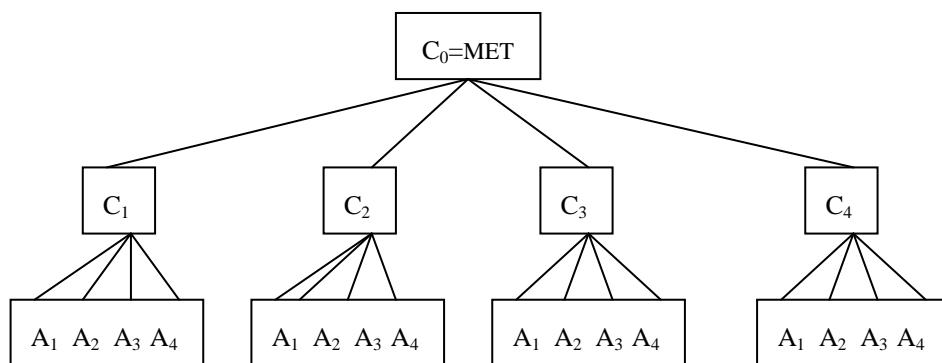 C₀=MET
C₁ C₂ C₃ C₄
A₁ A₂ A₃ A₄ A₁ A₂ A₃ A₄ A₁ A₂ A₃ A₄ A₁ A₂ A₃ A₄